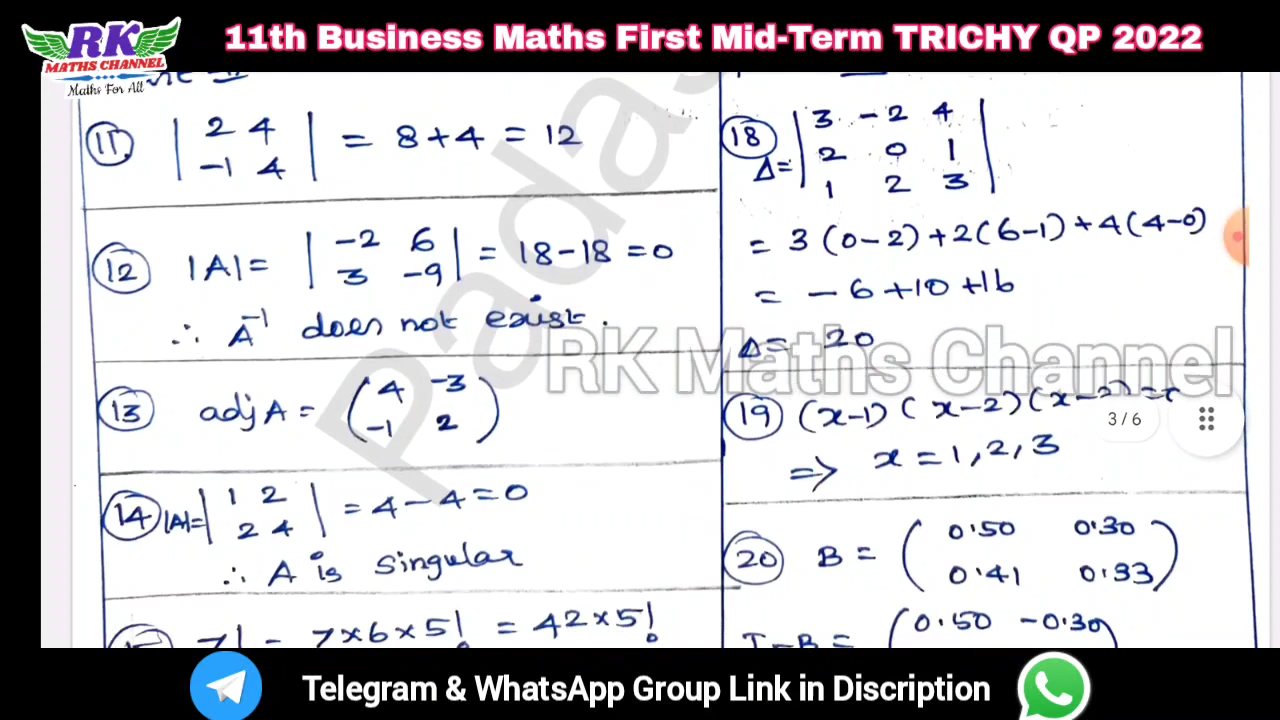 RK
MATHS CHANNEL
Maths For All
11th Business Maths First Mid-Term TRICHY QP 2022
11 | 2 4 | = 8 + 4 = 12
| -1 4 |
12 |A| = | -2 6 | = 18 - 18 = 0
| 3 -9 |
∴ A⁻¹ does not exist.
13 adj A = ( 4 -3 )
( -1 2 )
14 |A| = | 1 2 | = 4 - 4 = 0
| 2 4 |
∴ A is singular
7! = 7×6×5! = 42×5!
18 Δ = | 3 -2 4 |
| 2 0 1 |
| 1 2 3 |
= 3(0-2)+2(6-1)+4(4-0)
= -6+10+16
Δ = 20
19 (x-1)(x-2)(x-
⇒ x = 1, 2, 3
20 B = ( 0.50 0.30 )
( 0.41 0.33 )
I - B = ( 0.50 -0.30 )
Padas
RK Maths Channel
3/6
Telegram & WhatsApp Group Link in Discription